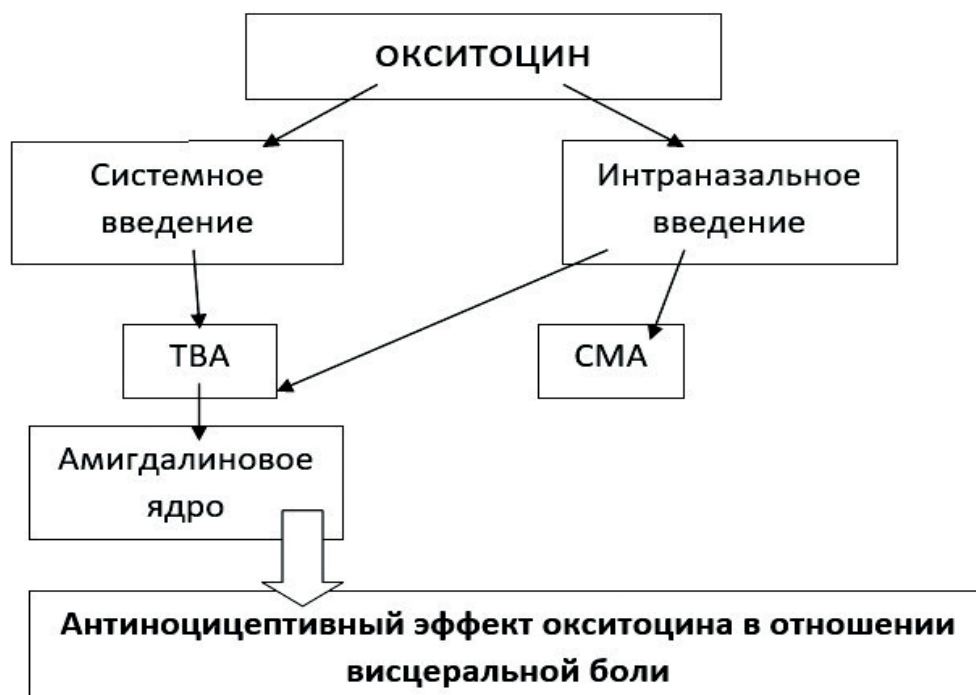 ОКСИТОЦИН
Системное
введение
Интраназальное
введение
ТВА
СМА
Амигдалиновое
ядро
Антиноцицептивный эффект окситоцина в отношении
висцеральной боли